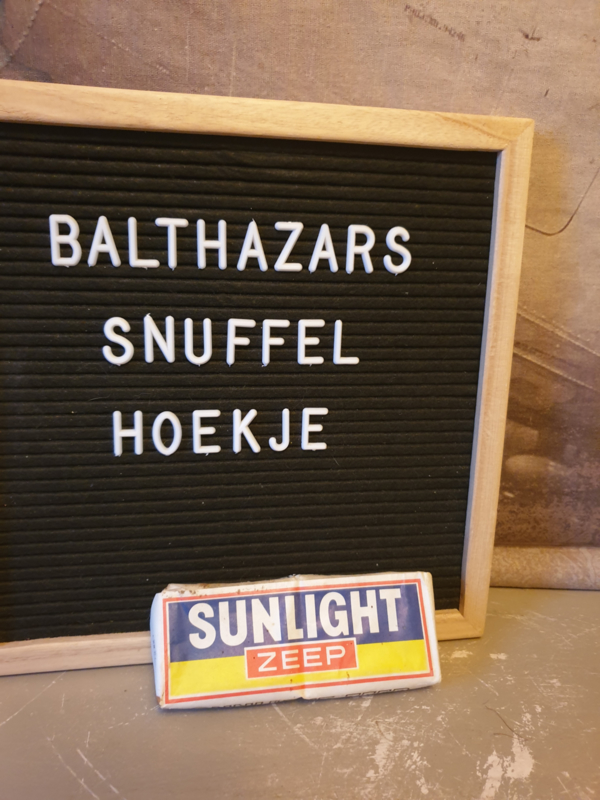 BALTHAZARS
SNUFFEL
HOEKJE
SUNLIGHT
ZEEP